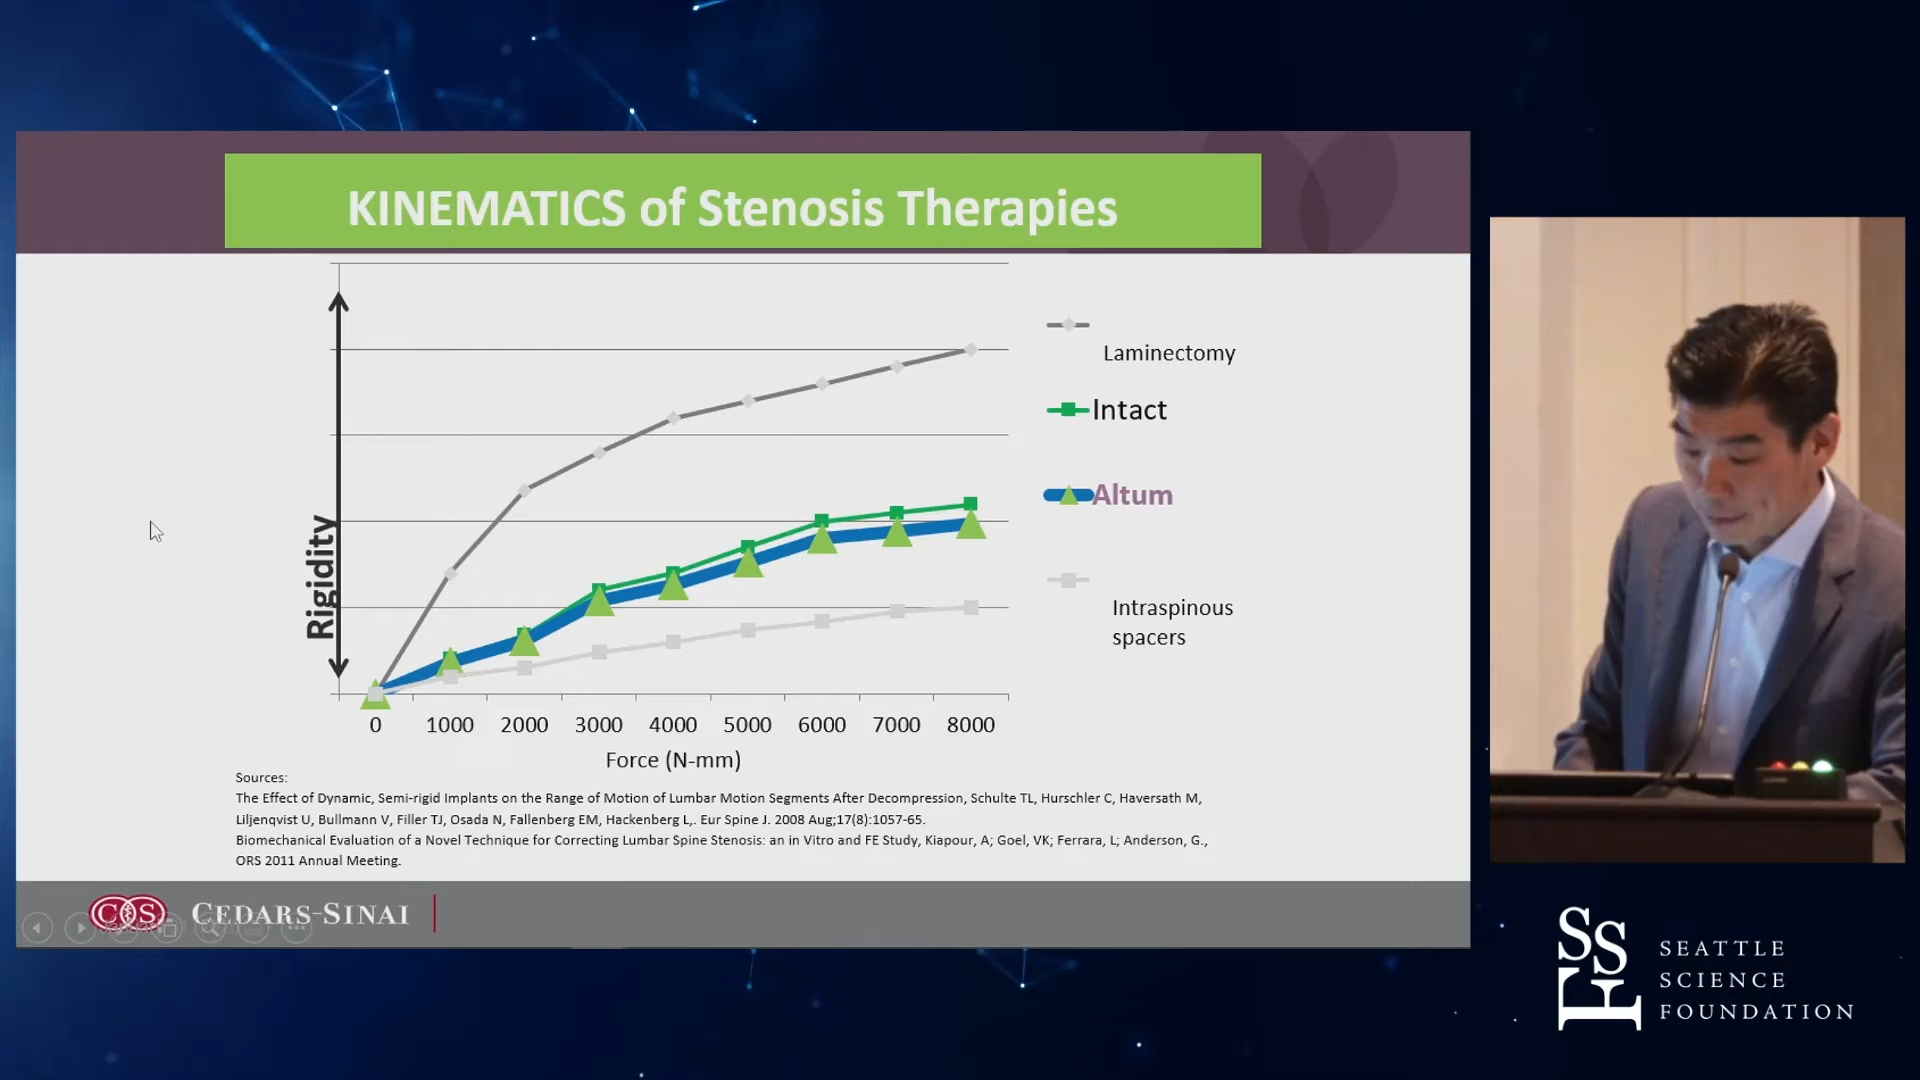 KINEMATICS of Stenosis Therapies
Rigidity
Laminectomy
Intact
Altum
Intraspinous
spacers
0 1000 2000 3000 4000 5000 6000 7000 8000
Force (N-mm)
Sources:
The Effect of Dynamic, Semi-rigid Implants on the Range of Motion of Lumbar Motion Segments After Decompression, Schulte TL, Hurschler C, Haversath M,
Liljenqvist U, Bullmann V, Filler TJ, Osada N, Fallenberg EM, Hackenberg L,. Eur Spine J. 2008 Aug;17(8):1057-65.
Biomechanical Evaluation of a Novel Technique for Correcting Lumbar Spine Stenosis: an in Vitro and FE Study, Kiapour, A; Goel, VK; Ferrara, L; Anderson, G.,
ORS 2011 Annual Meeting.
CEDARS-SINAI
SSF
SEATTLE
SCIENCE
FOUNDATION